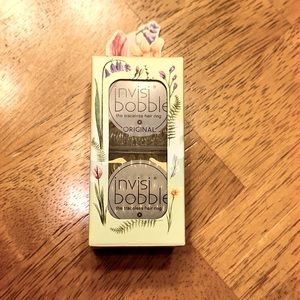 invisi
bobble
the traceless hair ring
ORIGINAL
invisi
bobble
the traceless hair ring